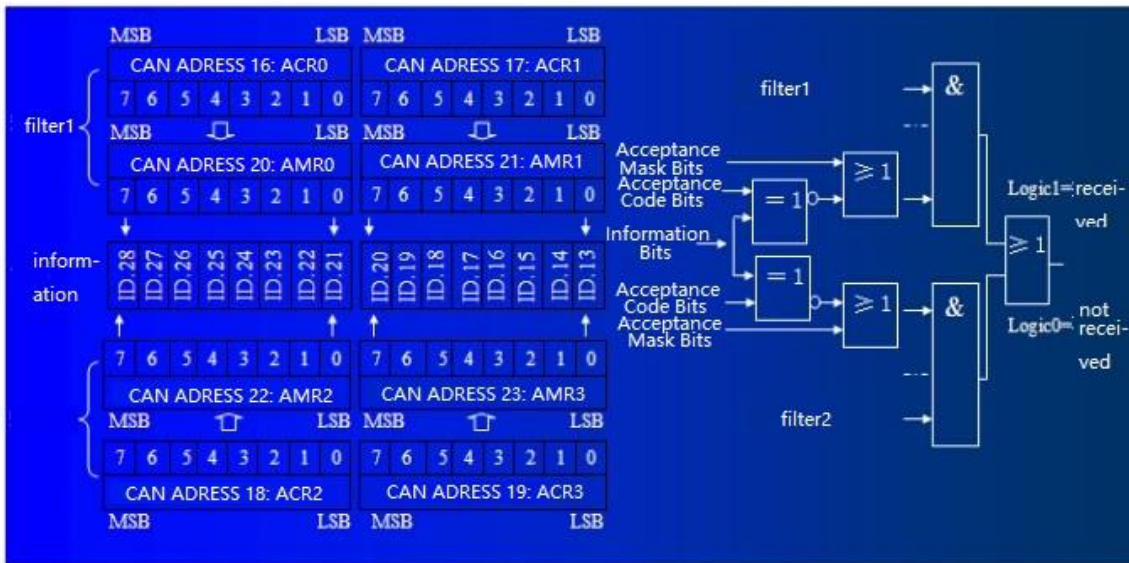 MSB LSB MSB LSB
CAN ADRESS 16: ACR0 CAN ADRESS 17: ACR1
7 6 5 4 3 2 1 0 7 6 5 4 3 2 1 0
filter1
MSB LSB MSB LSB
CAN ADRESS 20: AMR0 CAN ADRESS 21: AMR1
7 6 5 4 3 2 1 0 7 6 5 4 3 2 1 0
inform-
ation
ID.28 ID.27 ID.26 ID.25 ID.24 ID.23 ID.22 ID.21 ID.20 ID.19 ID.18 ID.17 ID.16 ID.15 ID.14 ID.13
7 6 5 4 3 2 1 0 7 6 5 4 3 2 1 0
CAN ADRESS 22: AMR2 CAN ADRESS 23: AMR3
MSB LSB MSB LSB
7 6 5 4 3 2 1 0 7 6 5 4 3 2 1 0
CAN ADRESS 18: ACR2 CAN ADRESS 19: ACR3
MSB LSB MSB LSB
filter1
&
Acceptance
Mask Bits
≥1
Acceptance
Code Bits
=1
Information
Bits
=1
Acceptance
Code Bits
≥1
Acceptance
Mask Bits
&
filter2
Logic1= recei-
ved
≥1
Logic0= not
recei-
ved